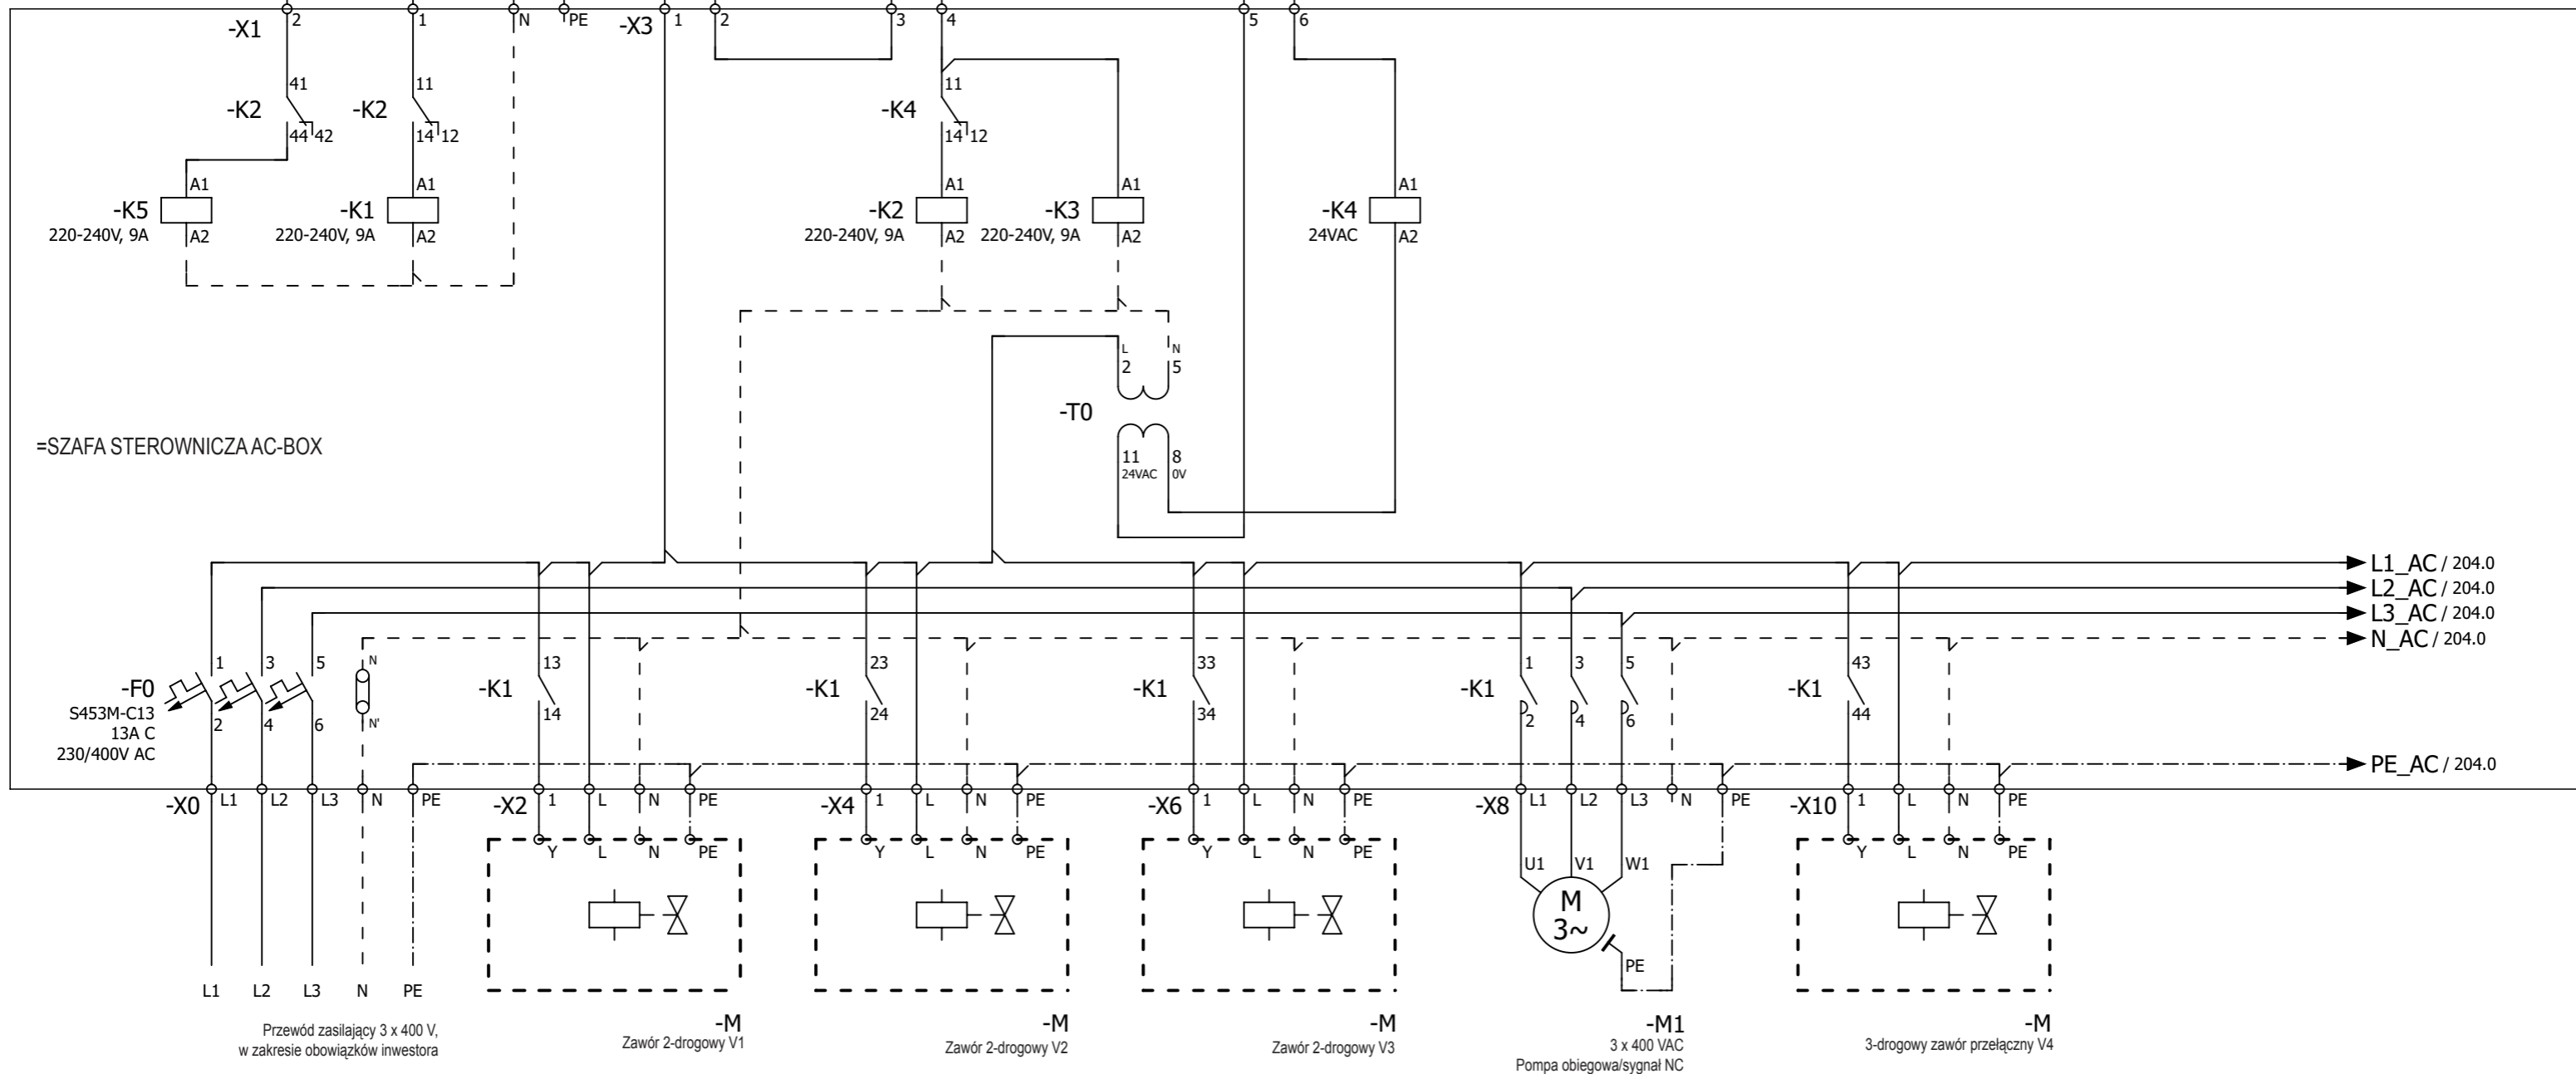 -X1 2 1 N PE -X3 1 2 3 4 5 6
41 11 11
-K2 -K2 -K4
44 42 14 12 14 12
A1 A1 A1 A1 A1
-K5 -K1 -K2 -K3 -K4
220-240V, 9A 220-240V, 9A 220-240V, 9A 220-240V, 9A 24VAC
A2 A2 A2 A2 A2
L N
2 5
-T0
=SZAFA STEROWNICZA AC-BOX
11 8
24VAC 0V
L1_AC / 204.0
L2_AC / 204.0
L3_AC / 204.0
N_AC / 204.0
1 3 5 N 13 23 33 1 3 5 43
-F0 -K1 -K1 -K1 -K1 -K1
S453M-C13
13A C
230/400V AC
2 4 6 N' 14 24 34 2 4 6 44
PE_AC / 204.0
-X0 L1 L2 L3 N PE -X2 1 L N PE -X4 1 L N PE -X6 1 L N PE -X8 L1 L2 L3 N PE -X10 1 L N PE
Y L N PE Y L N PE Y L N PE Y L N PE
U1 V1 W1
M
3~
PE
L1 L2 L3 N PE
Przewód zasilający 3 x 400 V,
w zakresie obowiązków inwestora
-M
Zawór 2-drogowy V1
-M
Zawór 2-drogowy V2
-M
Zawór 2-drogowy V3
-M1
3 x 400 VAC
Pompa obiegowa/sygnał NC
-M
3-drogowy zawór przełączny V4